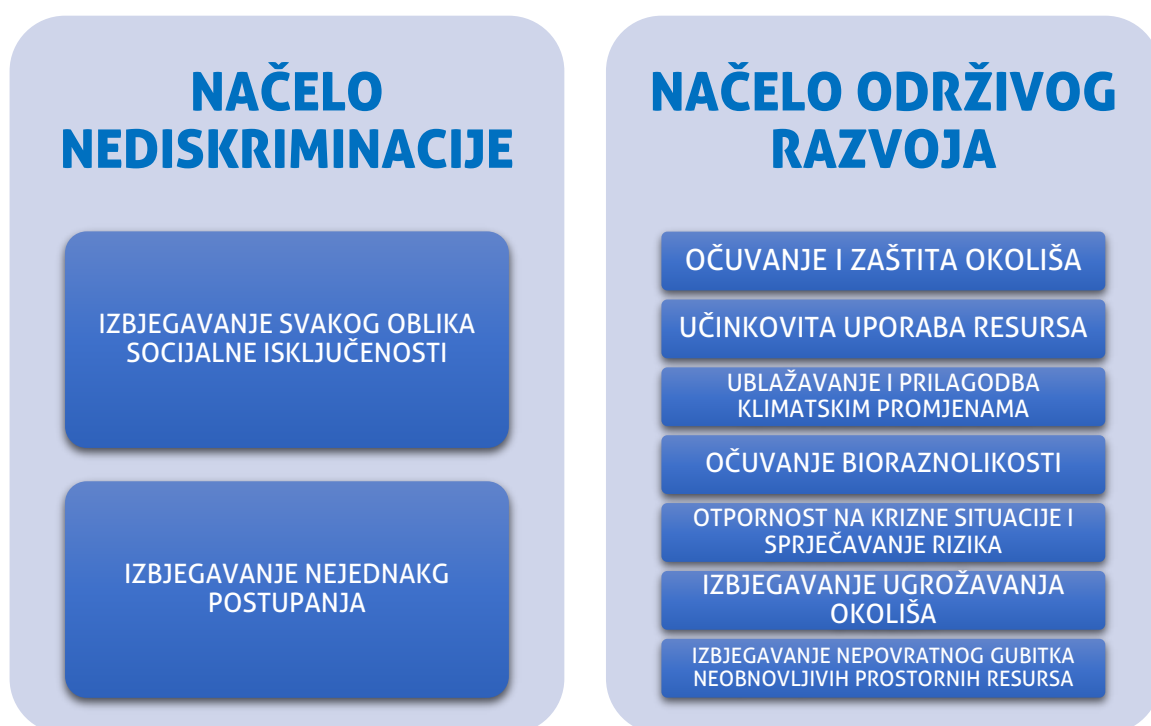 NAČELO
NEDISKRIMINACIJE
IZBJEGAVANJE SVAKOG OBLIKA
SOCIJALNE ISKLJUČENOSTI
IZBJEGAVANJE NEJEDNAKG
POSTUPANJA
NAČELO ODRŽIVOG
RAZVOJA
OČUVANJE I ZAŠTITA OKOLIŠA
UČINKOVITA UPORABA RESURSA
UBLAŽAVANJE I PRILAGODBA
KLIMATSKIM PROMJENAMA
OČUVANJE BIORAZNOLIKOSTI
OTPORNOST NA KRIZNE SITUACIJE I
SPRJEČAVANJE RIZIKA
IZBJEGAVANJE UGROŽAVANJA
OKOLIŠA
IZBJEGAVANJE NEPOVRATNOG GUBITKA
NEOBNOVLJIVIH PROSTORNIH RESURSA